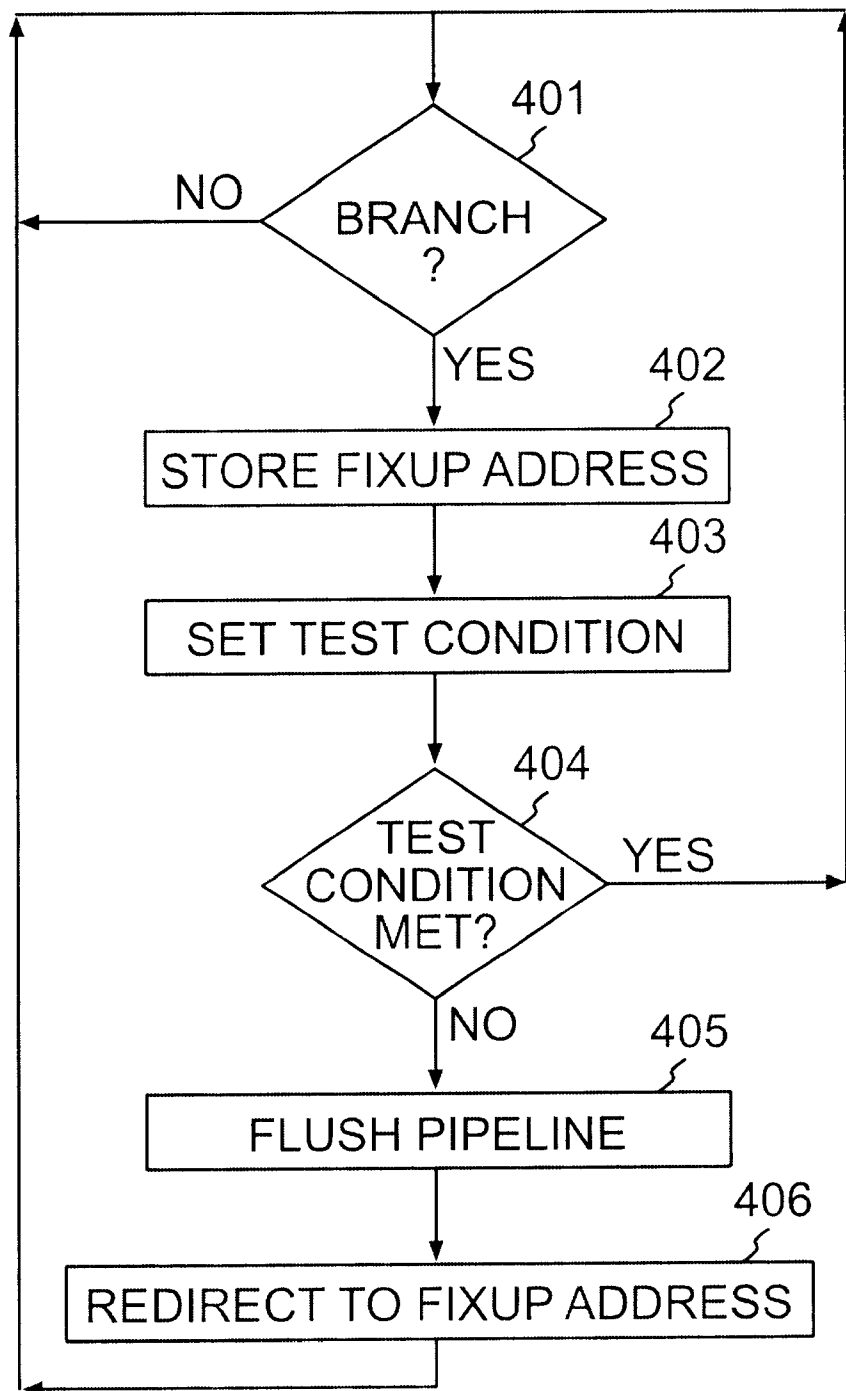 401
NO
BRANCH
?
YES
402
STORE FIXUP ADDRESS
403
SET TEST CONDITION
404
TEST
CONDITION
MET?
YES
NO
405
FLUSH PIPELINE
406
REDIRECT TO FIXUP ADDRESS